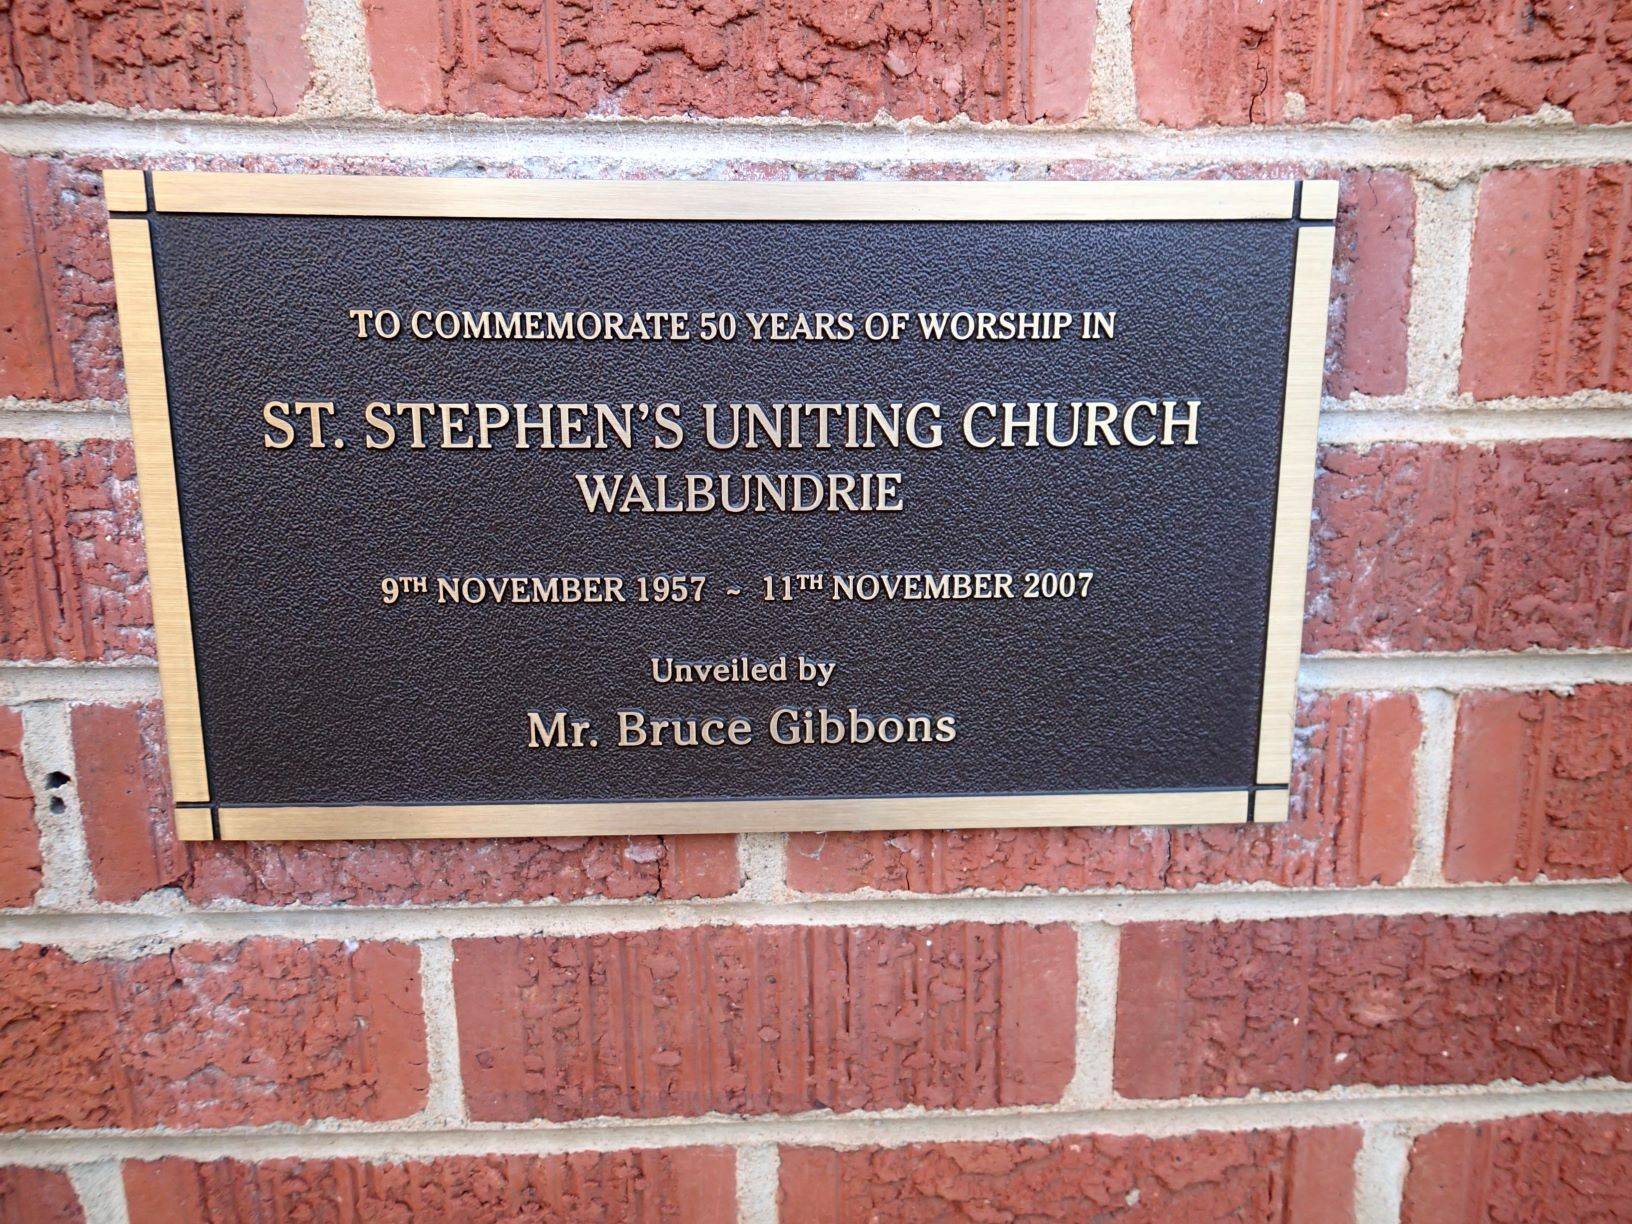 TO COMMEMORATE 50 YEARS OF WORSHIP IN
ST. STEPHEN'S UNITING CHURCH
WALBUNDRIE
9TH NOVEMBER 1957 ~ 11TH NOVEMBER 2007
Unveiled by
Mr. Bruce Gibbons